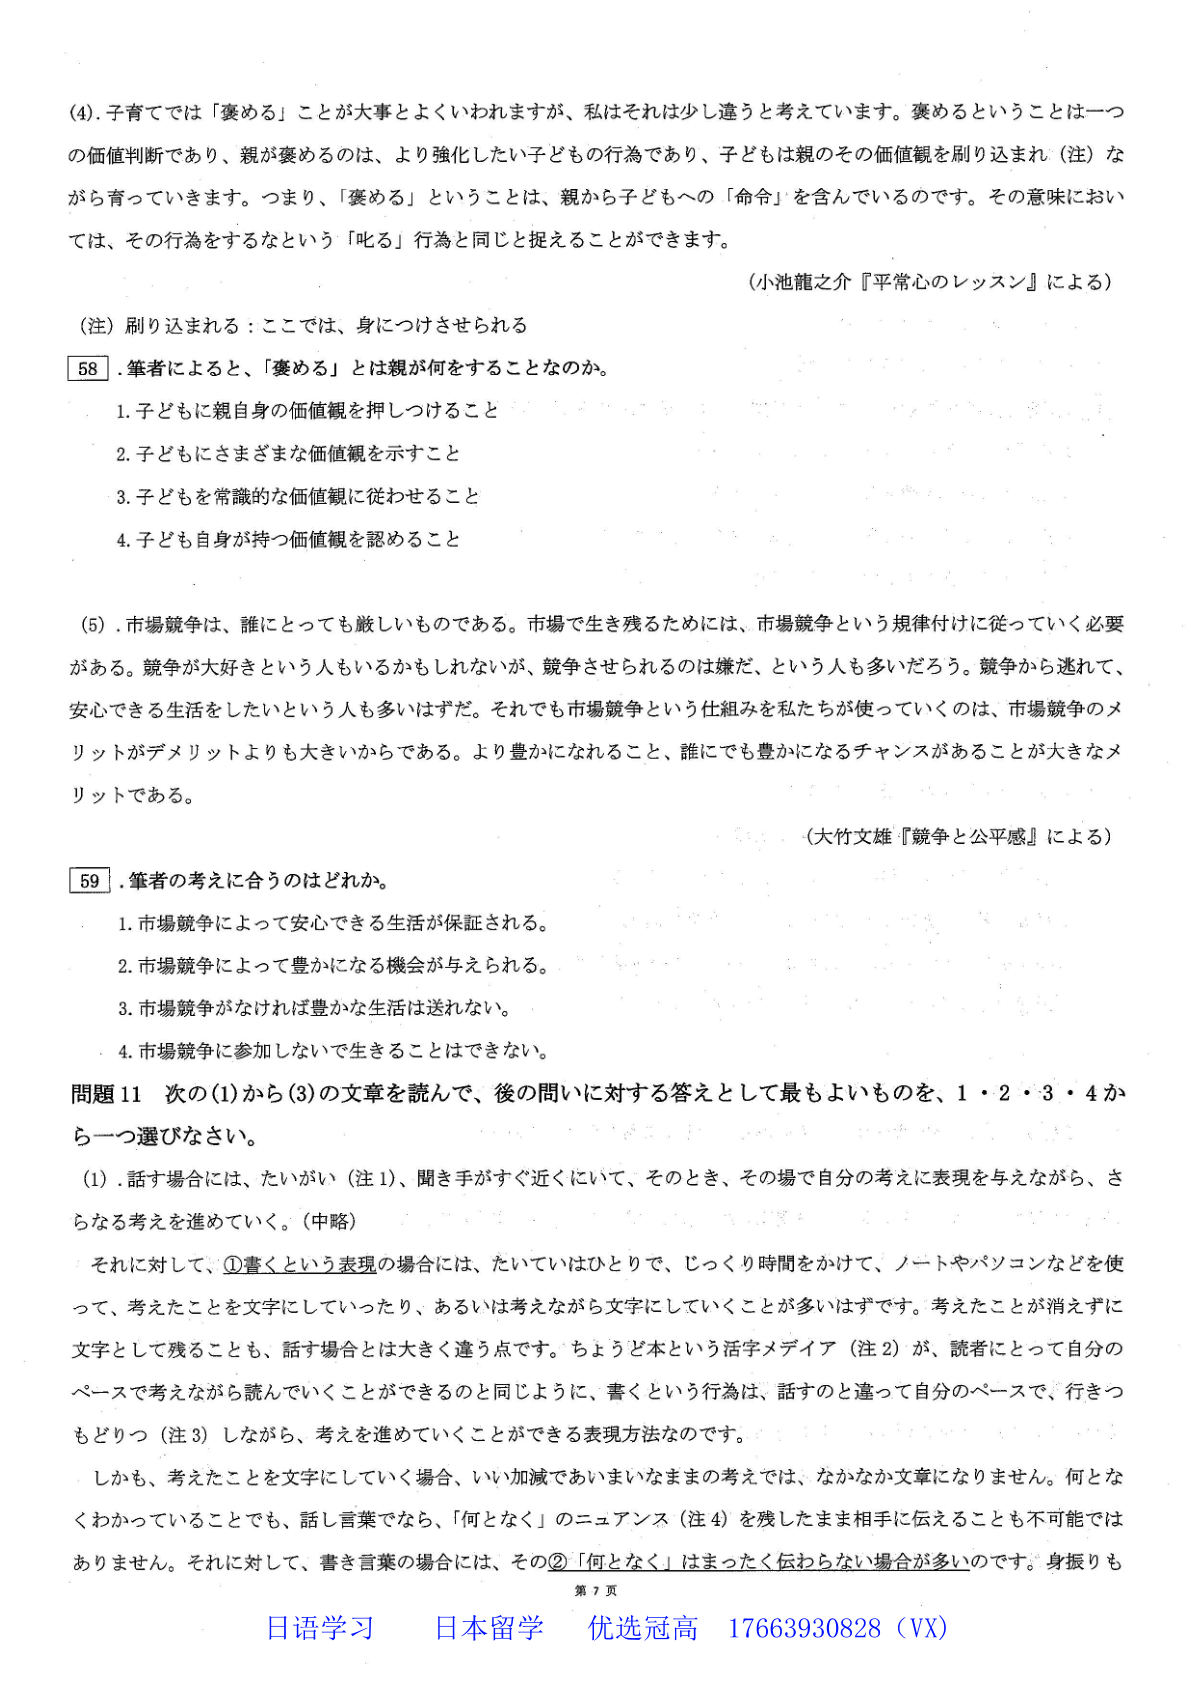 (4). 子育てでは「褒める」ことが大事とよくいわれますが、私はそれは少し違うと考えています。褒めるということは一つ
の価値判断であり、親が褒めるのは、より強化したい子どもの行為であり、子どもは親のその価値観を刷り込まれ（注）な
がら育っていきます。つまり、「褒める」ということは、親から子どもへの「命令」を含んでいるのです。その意味におい
ては、その行為をするなという「叱る」行為と同じと捉えることができます。
（小池龍之介『平常心のレッスン』による）
（注）刷り込まれる：ここでは、身につけさせられる
58 . 筆者によると、「褒める」とは親が何をすることなのか。
1. 子どもに親自身の価値観を押しつけること
2. 子どもにさまざまな価値観を示すこと
3. 子どもを常識的な価値観に従わせること
4. 子ども自身が持つ価値観を認めること
（5）. 市場競争は、誰にとっても厳しいものである。市場で生き残るためには、市場競争という規律付けに従っていく必要
がある。競争が大好きという人もいるかもしれないが、競争させられるのは嫌だ、という人も多いだろう。競争から逃れて、
安心できる生活をしたいという人も多いはずだ。それでも市場競争という仕組みを私たちが使っていくのは、市場競争のメ
リットがデメリットよりも大きいからである。より豊かになれること、誰にでも豊かになるチャンスがあることが大きなメ
リットである。
（大竹文雄『競争と公平感』による）
59 . 筆者の考えに合うのはどれか。
1. 市場競争によって安心できる生活が保証される。
2. 市場競争によって豊かになる機会が与えられる。
3. 市場競争がなければ豊かな生活は送れない。
4. 市場競争に参加しないで生きることはできない。
問題 11　次の(1)から(3)の文章を読んで、後の問いに対する答えとして最もよいものを、1・2・3・4か
ら一つ選びなさい。
（1）. 話す場合には、たいがい（注 1）、聞き手がすぐ近くにいて、そのとき、その場で自分の考えに表現を与えながら、さ
らなる考えを進めていく。（中略）
それに対して、①書くという表現の場合には、たいていはひとりで、じっくり時間をかけて、ノートやパソコンなどを使
って、考えたことを文字にしていったり、あるいは考えながら文字にしていくことが多いはずです。考えたことが消えずに
文字として残ることも、話す場合とは大きく違う点です。ちょうど本という活字メデイア（注 2）が、読者にとって自分の
ペースで考えながら読んでいくことができるのと同じように、書くという行為は、話すのと違って自分のペースで、行きつ
もどりつ（注 3）しながら、考えを進めていくことができる表現方法なのです。
しかも、考えたことを文字にしていく場合、いい加減であいまいなままの考えでは、なかなか文章になりません。何とな
くわかっていることでも、話し言葉でなら、「何となく」のニュアンス（注 4）を残したまま相手に伝えることも不可能では
ありません。それに対して、書き言葉の場合には、その②「何となく」はまったく伝わらない場合が多いのです。身振りも
第 7 页
日语学习　　日本留学　　优选冠高　17663930828（VX）